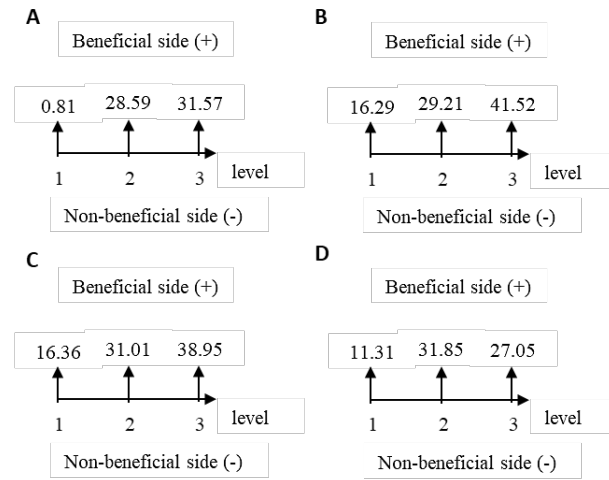 A
Beneficial side (+)
0.81 28.59 31.57
1 2 3 level
Non-beneficial side (-)
B
Beneficial side (+)
16.29 29.21 41.52
1 2 3 level
Non-beneficial side (-)
C
Beneficial side (+)
16.36 31.01 38.95
1 2 3 level
Non-beneficial side (-)
D
Beneficial side (+)
11.31 31.85 27.05
1 2 3 level
Non-beneficial side (-)